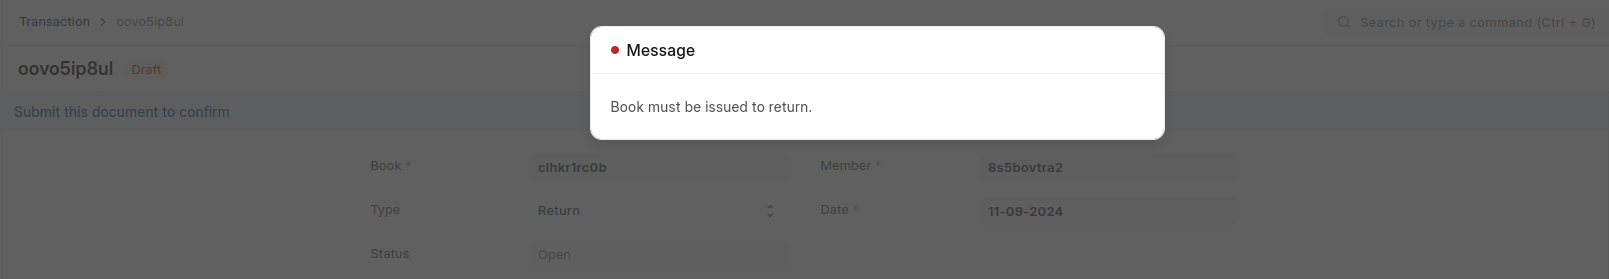 Transaction > oovo5ip8ul
Search or type a command (Ctrl + G)
Message
oovo5ip8ul Draft
Book must be issued to return.
Submit this document to confirm
Book * clhkr1rc0b Member * 8s5bovtra2
Type Return Date * 11-09-2024
Status Open